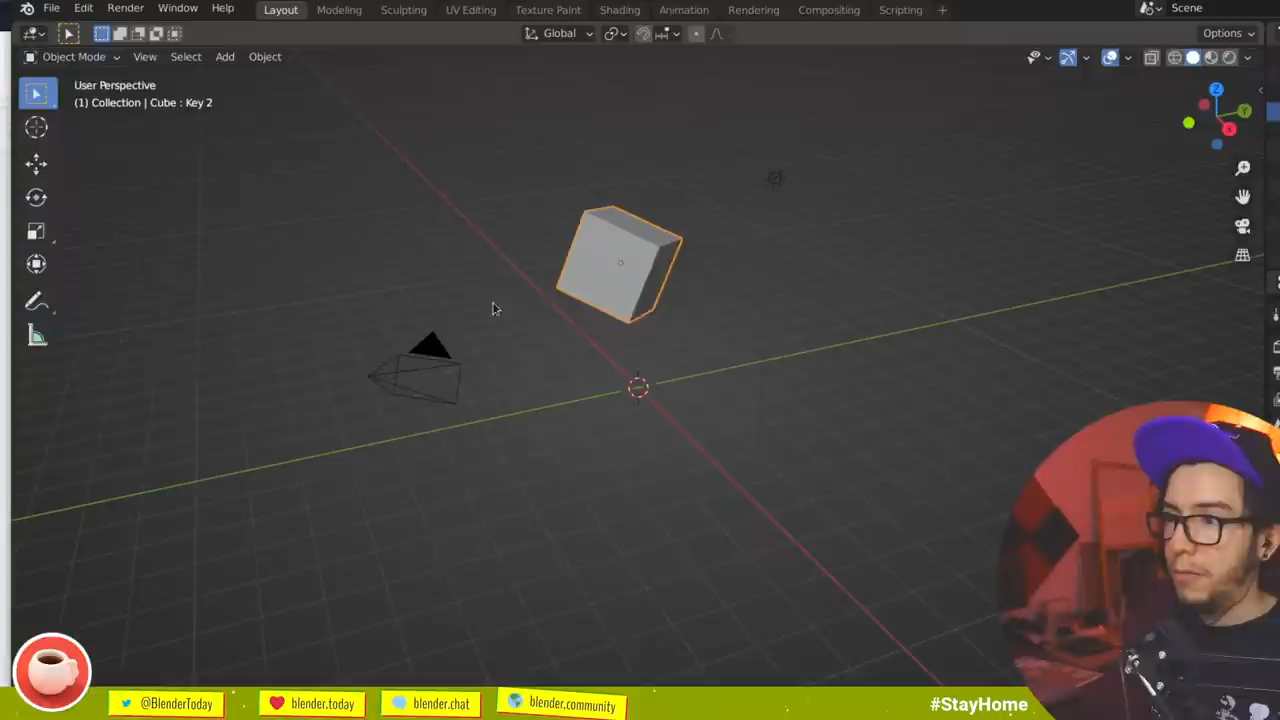 File Edit Render Window Help Layout Modeling Sculpting UV Editing Texture Paint Shading Animation Rendering Compositing Scripting + Scene
Global Options
Object Mode View Select Add Object
User Perspective
(1) Collection | Cube : Key 2
Z
Y
X
@BlenderToday blender.today blender.chat blender.community #StayHome